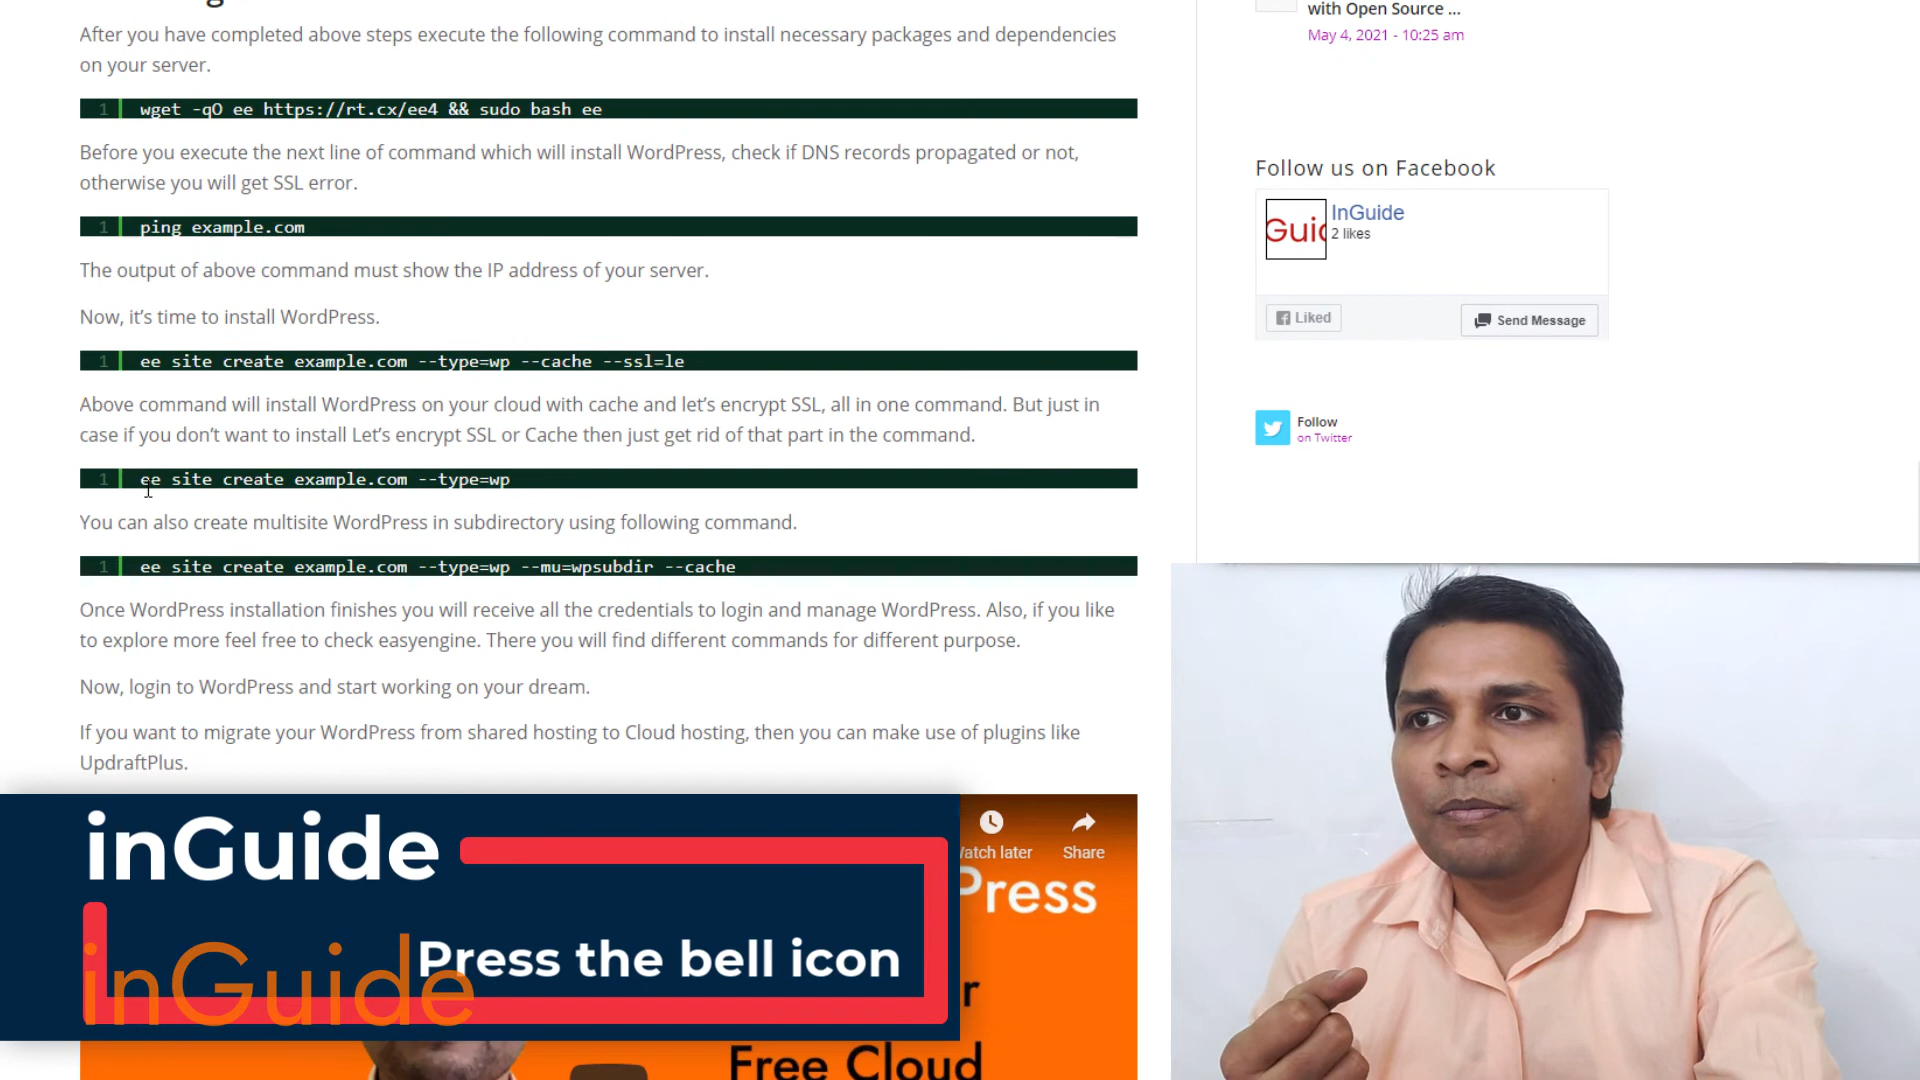 After you have completed above steps execute the following command to install necessary packages and dependencies
on your server.
1 wget -qO ee https://rt.cx/ee4 && sudo bash ee
Before you execute the next line of command which will install WordPress, check if DNS records propagated or not,
otherwise you will get SSL error.
1 ping example.com
The output of above command must show the IP address of your server.
Now, it’s time to install WordPress.
1 ee site create example.com --type=wp --cache --ssl=le
Above command will install WordPress on your cloud with cache and let’s encrypt SSL, all in one command. But just in
case if you don’t want to install Let’s encrypt SSL or Cache then just get rid of that part in the command.
1 ee site create example.com --type=wp
You can also create multisite WordPress in subdirectory using following command.
1 ee site create example.com --type=wp --mu=wpsubdir --cache
Once WordPress installation finishes you will receive all the credentials to login and manage WordPress. Also, if you like
to explore more feel free to check easyengine. There you will find different commands for different purpose.
Now, login to WordPress and start working on your dream.
If you want to migrate your WordPress from shared hosting to Cloud hosting, then you can make use of plugins like
UpdraftPlus.
with Open Source ...
May 4, 2021 - 10:25 am
Follow us on Facebook
Guid
InGuide
2 likes
Liked
Send Message
Follow
on Twitter
inGuide
Press the bell icon
inGuide
Watch later
Share
Press
r
Free Cloud